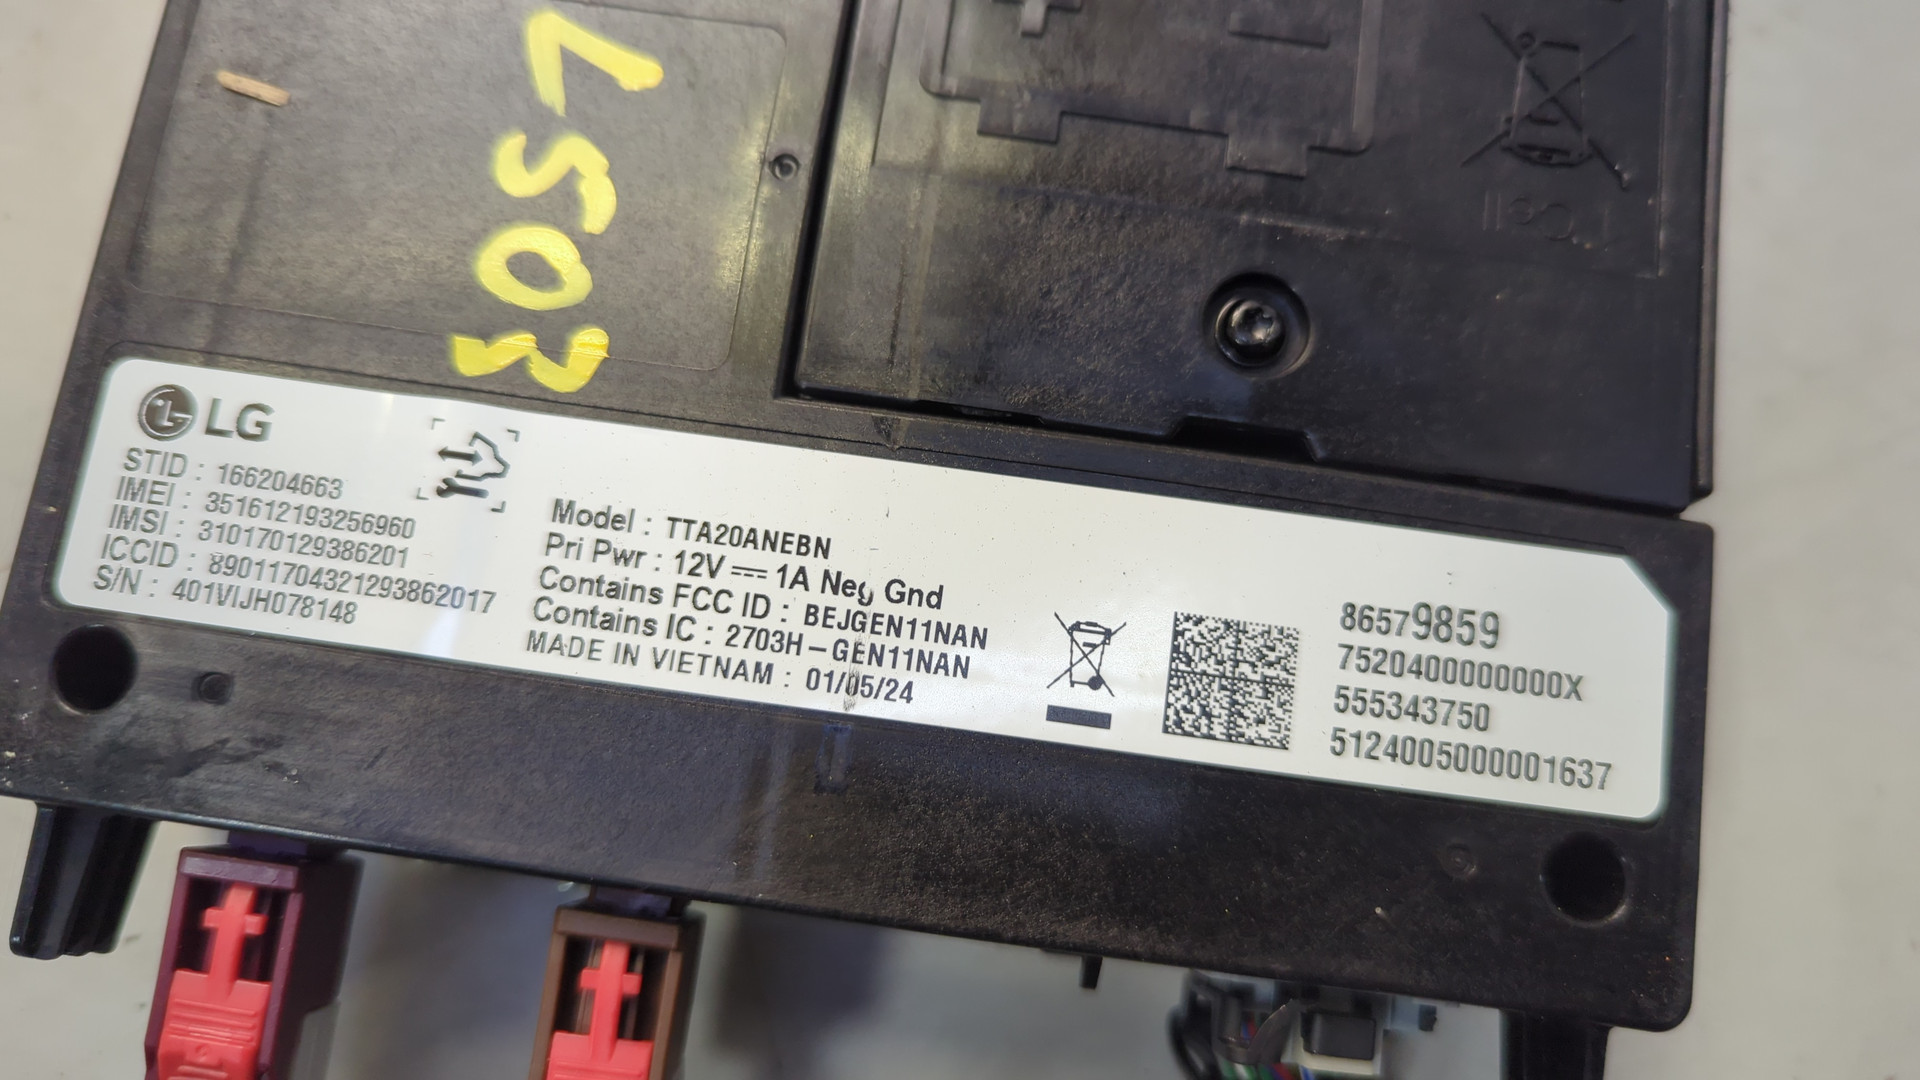 LG
STID : 166204663
IMEI : 351612193256960
IMSI : 310170129386201
ICCID : 89011704321293862017
S/N : 401VIJH078148
Model : TTA20ANEBN
Pri Pwr : 12V ⎓ 1A Neg Gnd
Contains FCC ID : BEJGEN11NAN
Contains IC : 2703H-GEN11NAN
MADE IN VIETNAM : 01/05/24
86579859
7520400000000X
555343750
5124005000001637